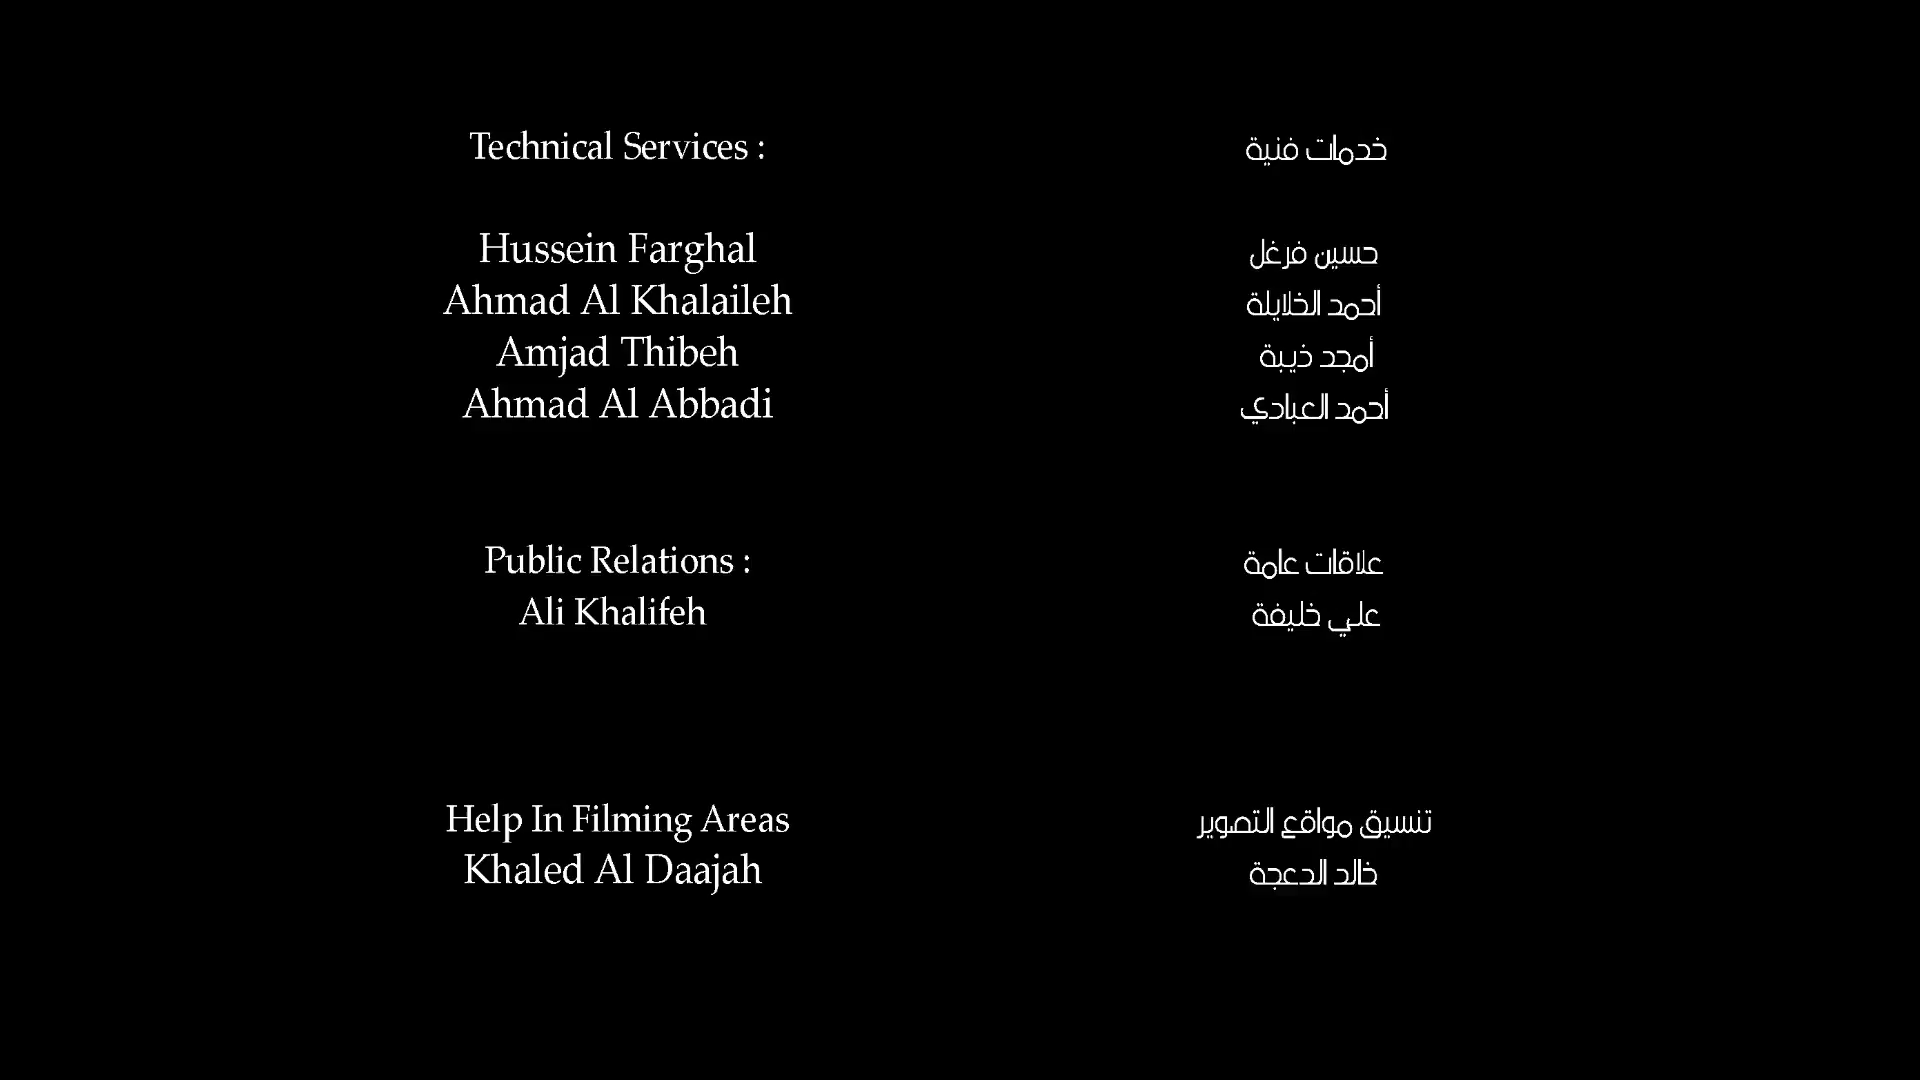 Technical Services :
خدمات فنية
Hussein Farghal
حسين فرغل
Ahmad Al Khalaileh
أحمد الخلايلة
Amjad Thibeh
أمجد ذيبة
Ahmad Al Abbadi
أحمد العبادي
Public Relations :
علاقات عامة
Ali Khalifeh
علي خليفة
Help In Filming Areas
تنسيق مواقع التصوير
Khaled Al Daajah
خالد الدعجة